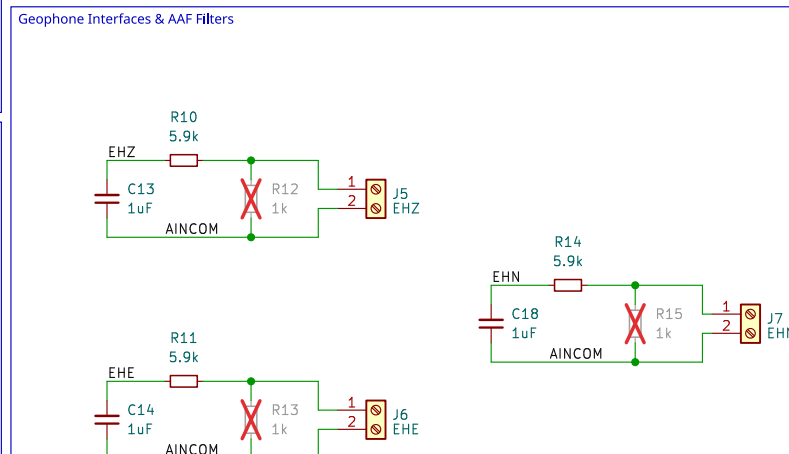 Geophone Interfaces & AAF Filters
R10
5.9k
EHZ
C13
1uF
R12
1k
1
2
J5
EHZ
AINCOM
R14
5.9k
EHN
C18
1uF
R15
1k
1
2
J7
EHN
AINCOM
R11
5.9k
EHE
C14
1uF
R13
1k
1
2
J6
EHE
AINCOM